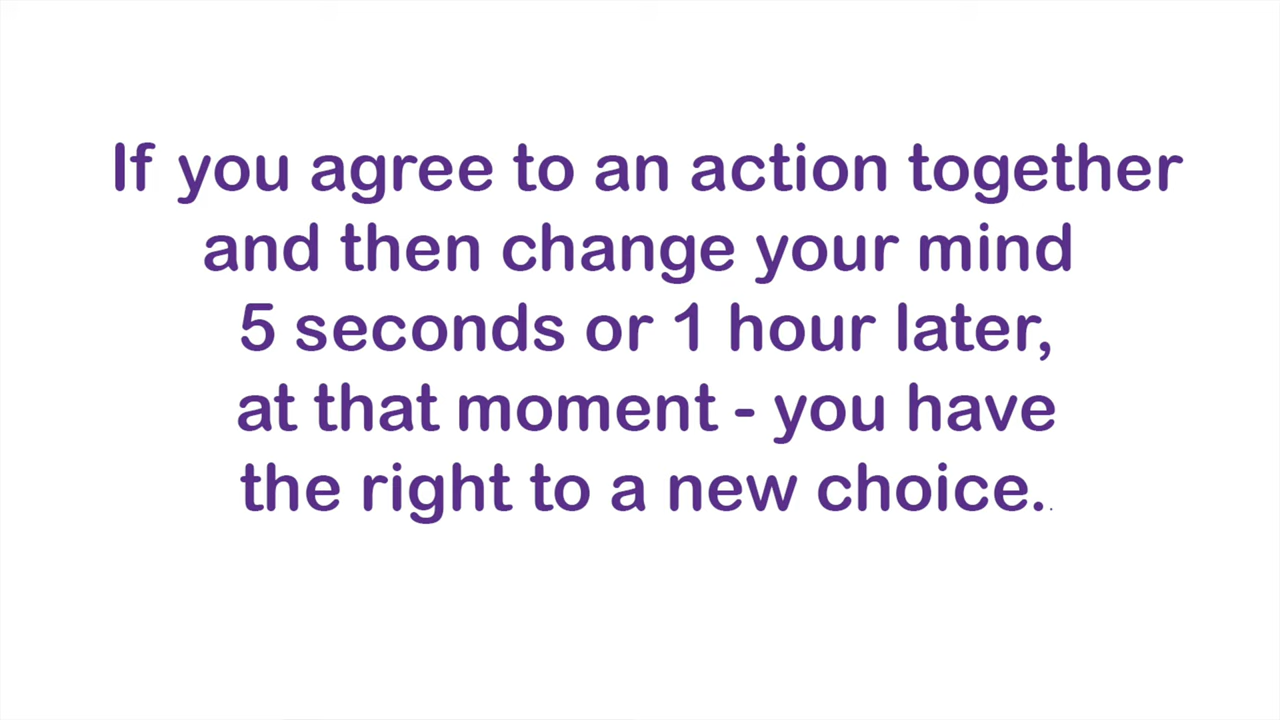 If you agree to an action together
and then change your mind
5 seconds or 1 hour later,
at that moment - you have
the right to a new choice..